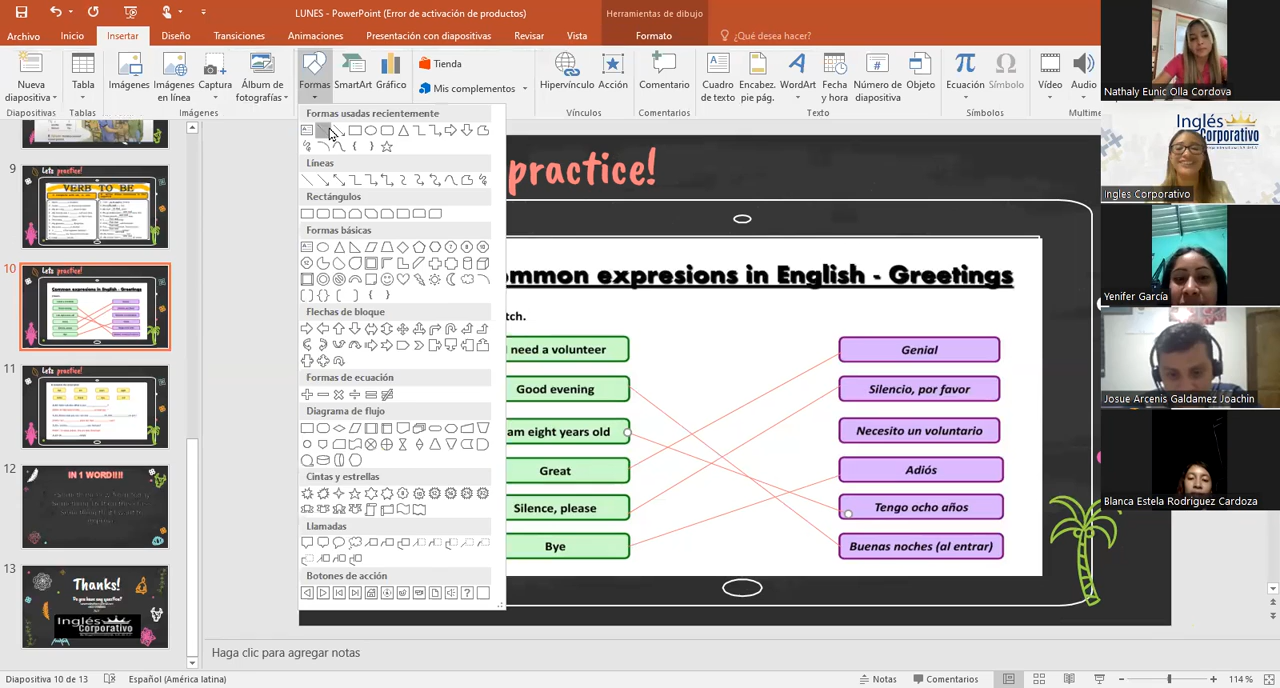 LUNES - PowerPoint (Error de activación de productos)
Herramientas de dibujo
Archivo
Inicio
Insertar
Diseño
Transiciones
Animaciones
Presentación con diapositivas
Revisar
Vista
Formato
¿Qué desea hacer?
Nueva diapositiva
Tabla
Imágenes
Imágenes en línea
Captura
Álbum de fotografías
Formas
SmartArt
Gráfico
Tienda
Mis complementos
Hipervínculo
Acción
Comentario
Cuadro de texto
Encabez. pie pág.
WordArt
Fecha y hora
Número de diapositiva
Objeto
Ecuación
Símbolo
Vídeo
Audio
Diapositivas
Imágenes
Vínculos
Comentarios
Texto
Símbolos
Multime
Formas usadas recientemente
Líneas
Rectángulos
Formas básicas
Flechas de bloque
Formas de ecuación
Diagrama de flujo
Cintas y estrellas
Llamadas
Botones de acción
9
VERB TO BE
10
Lets practice!
Common expresions in English - Greetings
11
Lets practice!
12
IN 1 WORD!!!!
13
Thanks!
Inglés
Corporativo
practice!
ommon expresions in English - Greetings
tch.
need a volunteer
Good evening
am eight years old
Great
Silence, please
Bye
Genial
Silencio, por favor
Necesito un voluntario
Adiós
Tengo ocho años
Buenas noches (al entrar)
Nathaly Eunic Olla Cordova
Inglés
Corporativo
Ingles Corporativo
Yenifer García
Josue Arcenis Galdamez Joachin
Blanca Estela Rodriguez Cardoza
Haga clic para agregar notas
Diapositiva 10 de 13
Español (América latina)
Notas
Comentarios
114 %